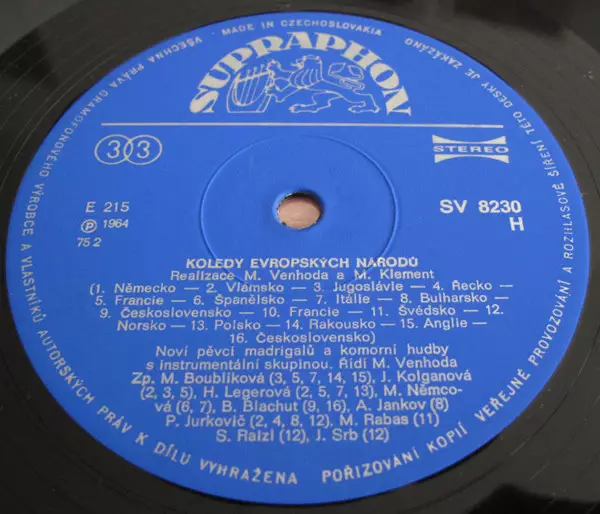 MADE IN CZECHOSLOVAKIA
VŠECHNA PRÁVA GRAMOFONOVÉHO VÝROBCE A VLASTNÍKŮ AUTORSKÝCH PRÁV K DÍLU VYHRAŽENA
POŘIZOVÁNÍ KOPIÍ VEŘEJNÉ PROVOZOVÁNÍ A ROZHLASOVÉ ŠÍŘENÍ TÉTO DESKY JE ZAKÁZÁNO
SUPRAPHON
33
STEREO
E 215
SV 8230
Ⓟ 1964
H
75 2
KOLEDY EVROPSKÝCH NÁRODŮ
Realizace M. Venhoda a M. Klement
(1. Německo — 2. Vlámsko — 3. Jugoslávie — 4. Řecko —
5. Francie — 6. Španělsko — 7. Itálie — 8. Bulharsko —
9. Československo — 10. Francie — 11. Švédsko — 12.
Norsko — 13. Polsko — 14. Rakousko — 15. Anglie —
16. Československo)
Noví pěvci madrigalů a komorní hudby
s instrumentální skupinou. Řídí M. Venhoda
Zp. M. Boublíková (3, 5, 7, 14, 15), J. Kolganová
(2, 3, 5), H. Legerová (2, 5, 7, 13), M. Němco-
vá (6, 7), B. Blachut (9, 16), A. Jankov (8)
P. Jurkovič (2, 4, 8, 12), M. Rabas (11)
S. Raizl (12), J. Srb (12)